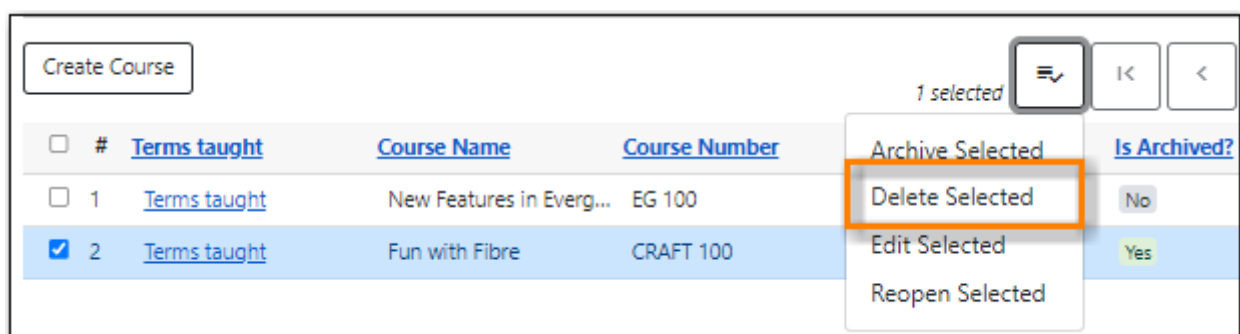 Create Course
1 selected
# Terms taught Course Name Course Number Is Archived?
Archive Selected
1 Terms taught New Features in Everg... EG 100 No
Delete Selected
2 Terms taught Fun with Fibre CRAFT 100 Yes
Edit Selected
Reopen Selected